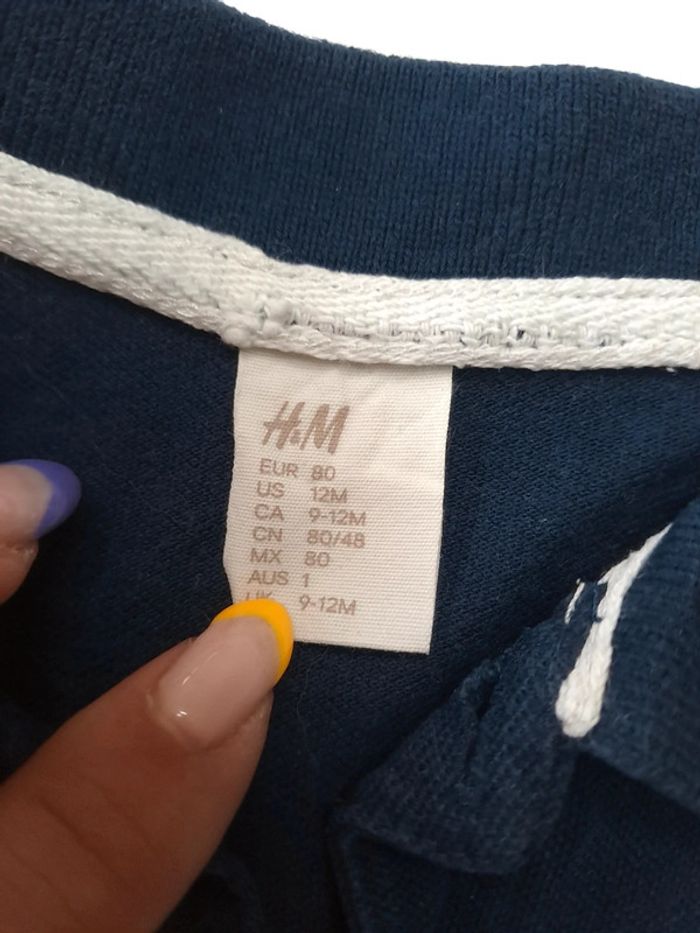 H&M
EUR 80
US 12M
CA 9-12M
CN 80/48
MX 80
AUS 1
UK 9-12M